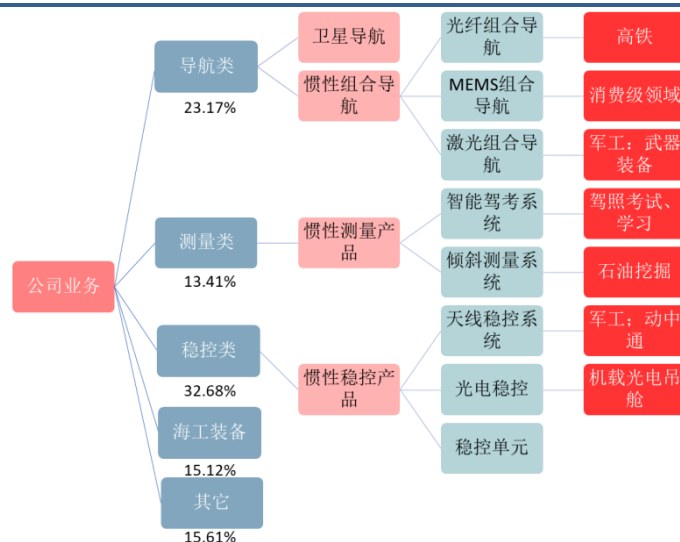 公司业务
导航类
23.17%
测量类
13.41%
稳控类
32.68%
海工装备
15.12%
其它
15.61%
卫星导航
惯性组合导
航
惯性测量产
品
惯性稳控产
品
光纤组合导
航
MEMS组合
导航
激光组合导
航
智能驾考系
统
倾斜测量系
统
天线稳控系
统
光电稳控
稳控单元
高铁
消费级领域
军工：武器
装备
驾照考试、
学习
石油挖掘
军工；动中
通
机载光电吊
舱